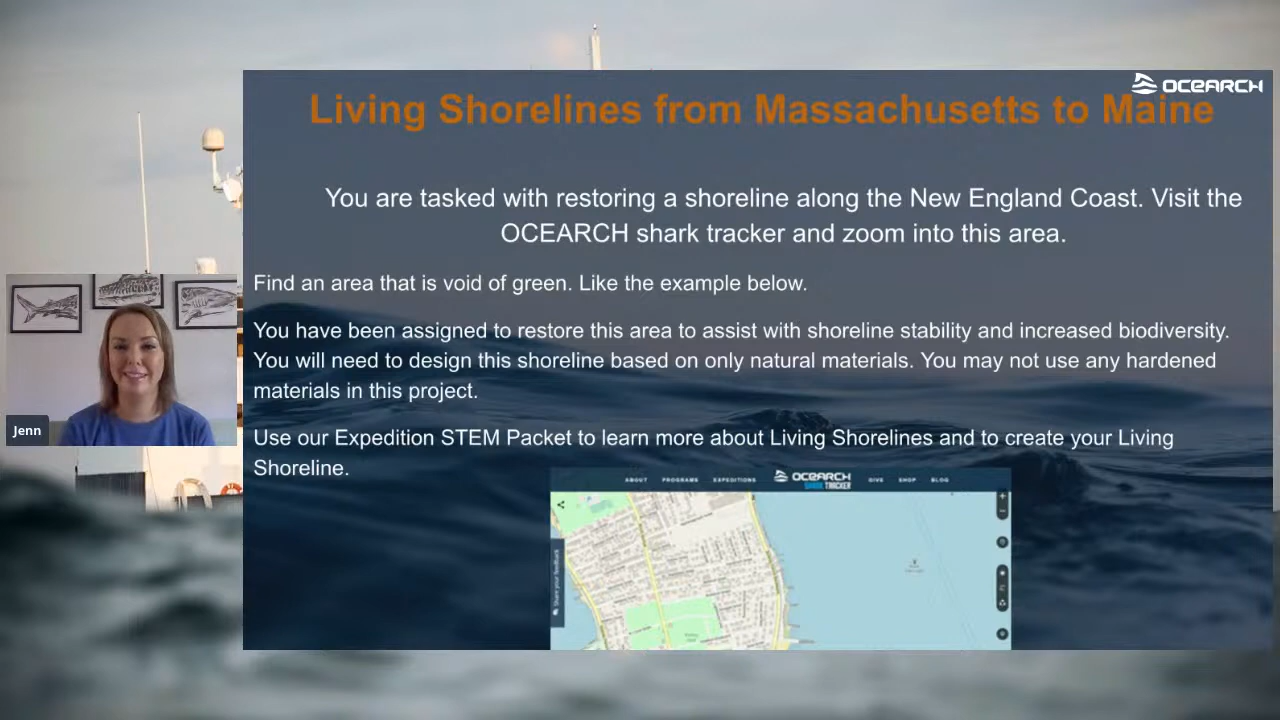 OCEARCH
Living Shorelines from Massachusetts to Maine
You are tasked with restoring a shoreline along the New England Coast. Visit the
OCEARCH shark tracker and zoom into this area.
Find an area that is void of green. Like the example below.
You have been assigned to restore this area to assist with shoreline stability and increased biodiversity.
You will need to design this shoreline based on only natural materials. You may not use any hardened
materials in this project.
Use our Expedition STEM Packet to learn more about Living Shorelines and to create your Living
Shoreline.
Jenn
ABOUT PROGRAMS EXPEDITIONS OCEARCH DIVE SHOP BLOG
SHARK TRACKER
Share your feedback